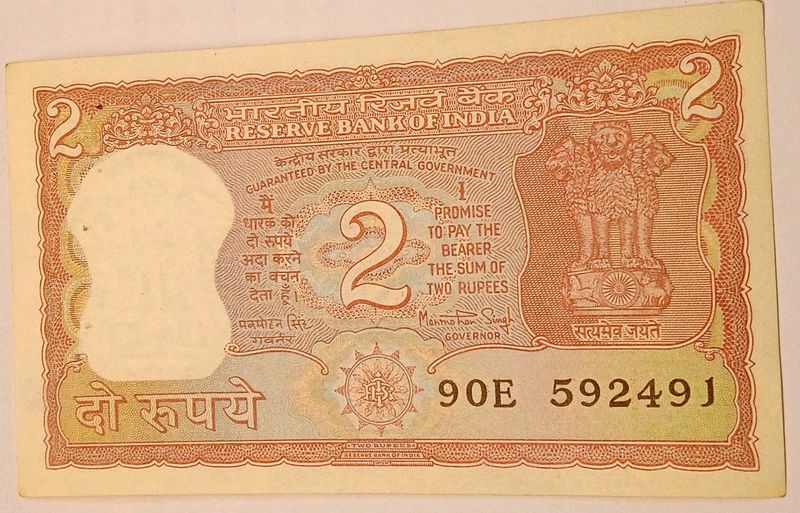 2
2
भारतीय रिज़र्व बैंक
RESERVE BANK OF INDIA
केन्द्रीय सरकार द्वारा प्रत्याभूत
GUARANTEED BY THE CENTRAL GOVERNMENT
मैं
धारक को
दो रुपये
अदा करने
का वचन
देता हूँ।
2
I
PROMISE
TO PAY THE
BEARER
THE SUM OF
TWO RUPEES
मनमोहन सिंह
गवर्नर
Manmohan Singh
GOVERNOR
सत्यमेव जयते
दो रुपये
90E 592491
TWO RUPEES
RESERVE BANK OF INDIA